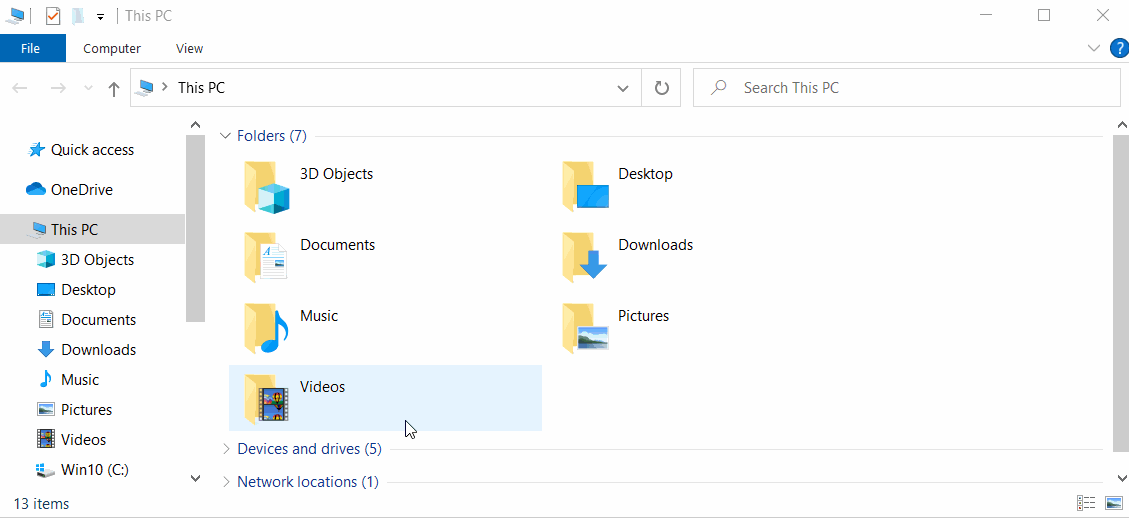 This PC
File Computer View ?
This PC Search This PC
Quick access
OneDrive
This PC
3D Objects
Desktop
Documents
Downloads
Music
Pictures
Videos
Win10 (C:)
Folders (7)
3D Objects Desktop
Documents Downloads
Music Pictures
Videos
Devices and drives (5)
Network locations (1)
13 items